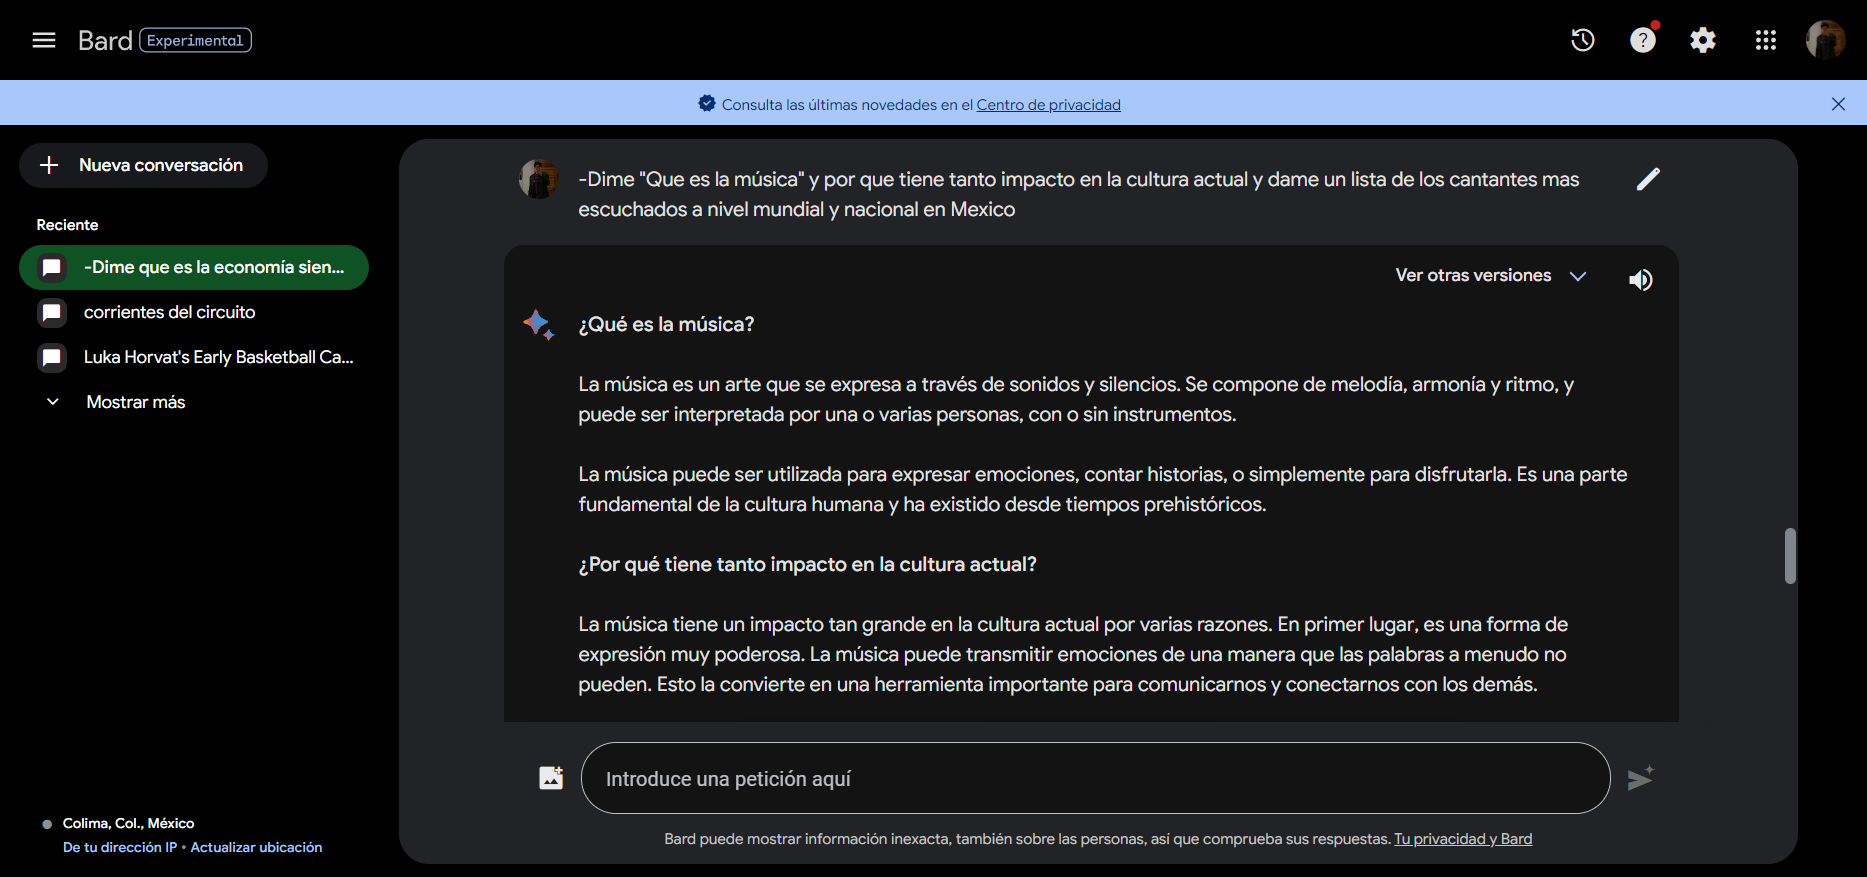 Bard Experimental
Consulta las últimas novedades en el Centro de privacidad
Nueva conversación
Reciente
-Dime que es la economía sien...
corrientes del circuito
Luka Horvat's Early Basketball Ca...
Mostrar más
Colima, Col., México
De tu dirección IP • Actualizar ubicación
-Dime "Que es la música" y por que tiene tanto impacto en la cultura actual y dame un lista de los cantantes mas
escuchados a nivel mundial y nacional en Mexico
Ver otras versiones
¿Qué es la música?
La música es un arte que se expresa a través de sonidos y silencios. Se compone de melodía, armonía y ritmo, y
puede ser interpretada por una o varias personas, con o sin instrumentos.
La música puede ser utilizada para expresar emociones, contar historias, o simplemente para disfrutarla. Es una parte
fundamental de la cultura humana y ha existido desde tiempos prehistóricos.
¿Por qué tiene tanto impacto en la cultura actual?
La música tiene un impacto tan grande en la cultura actual por varias razones. En primer lugar, es una forma de
expresión muy poderosa. La música puede transmitir emociones de una manera que las palabras a menudo no
pueden. Esto la convierte en una herramienta importante para comunicarnos y conectarnos con los demás.
Introduce una petición aquí
Bard puede mostrar información inexacta, también sobre las personas, así que comprueba sus respuestas. Tu privacidad y Bard